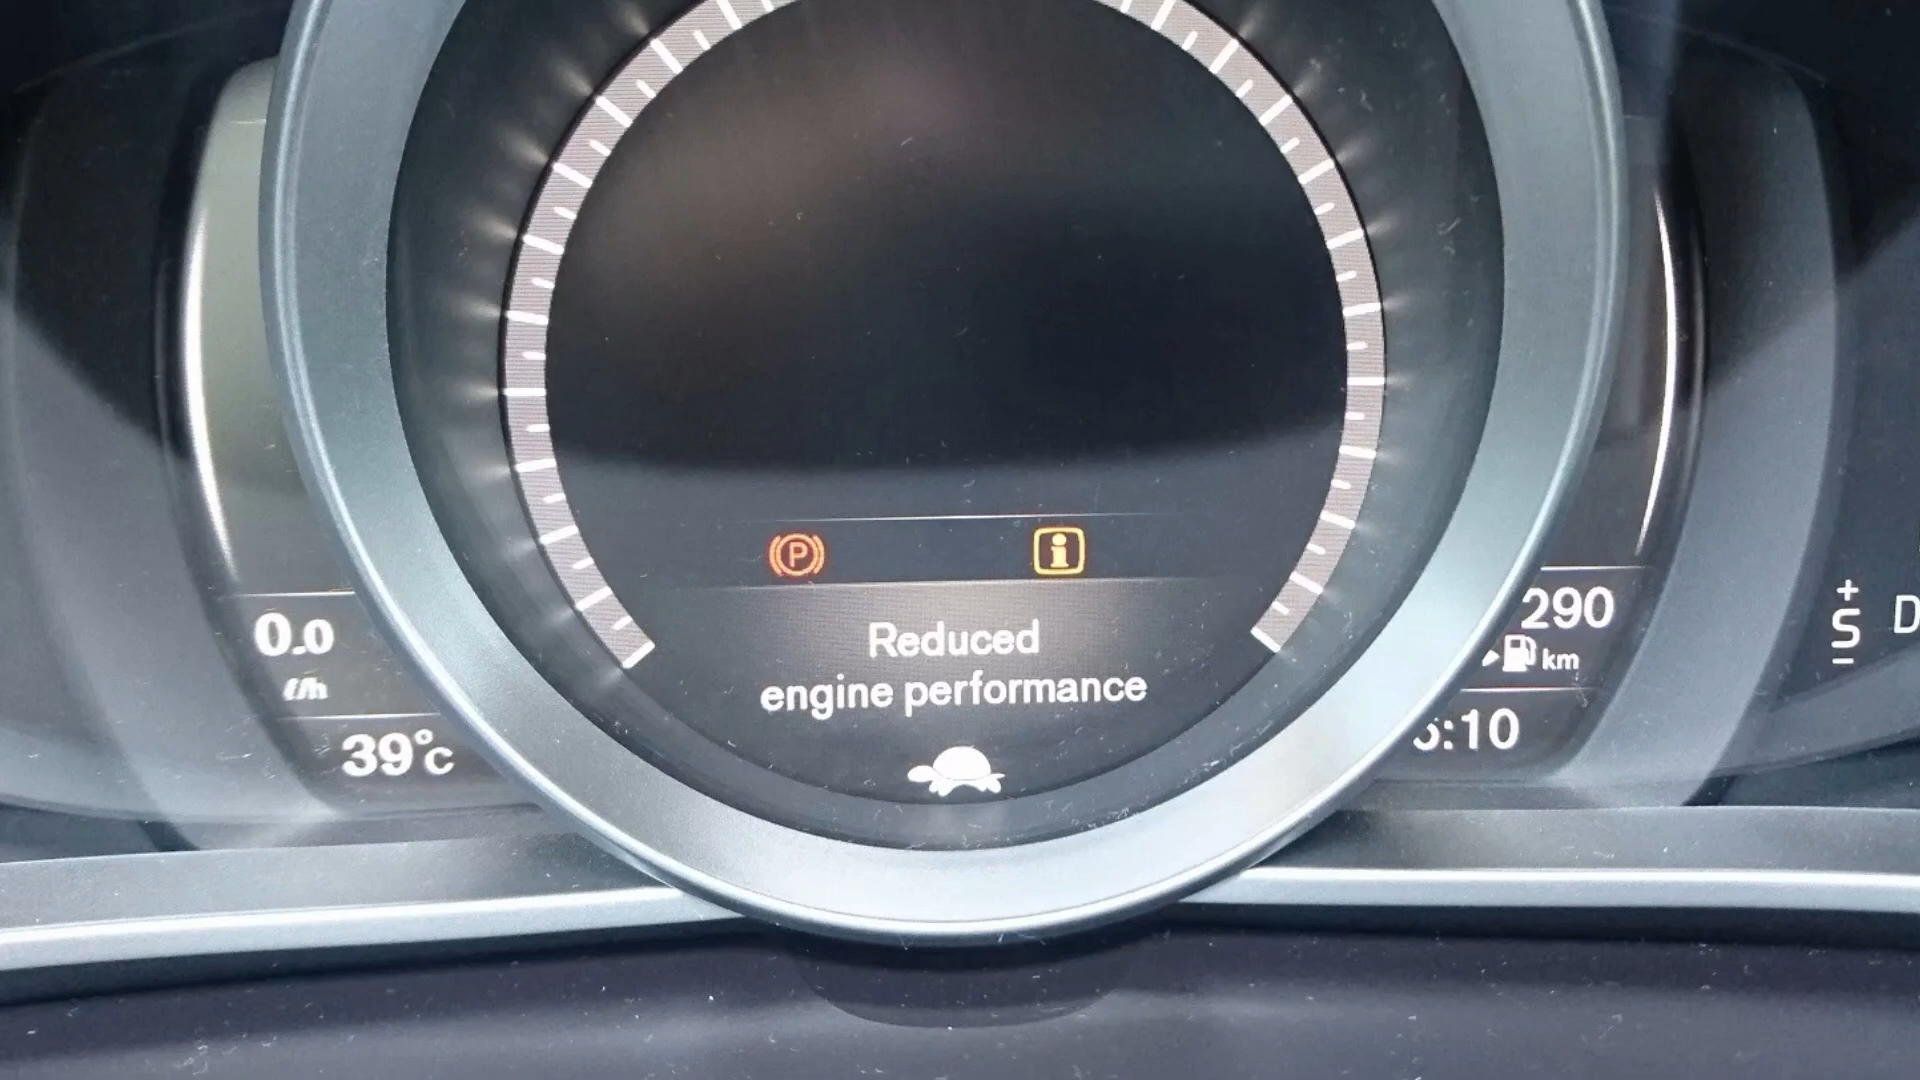 P i
Reduced
engine performance
0.0
ℓ/h
39°C
290
km
:10
+
S
-
D